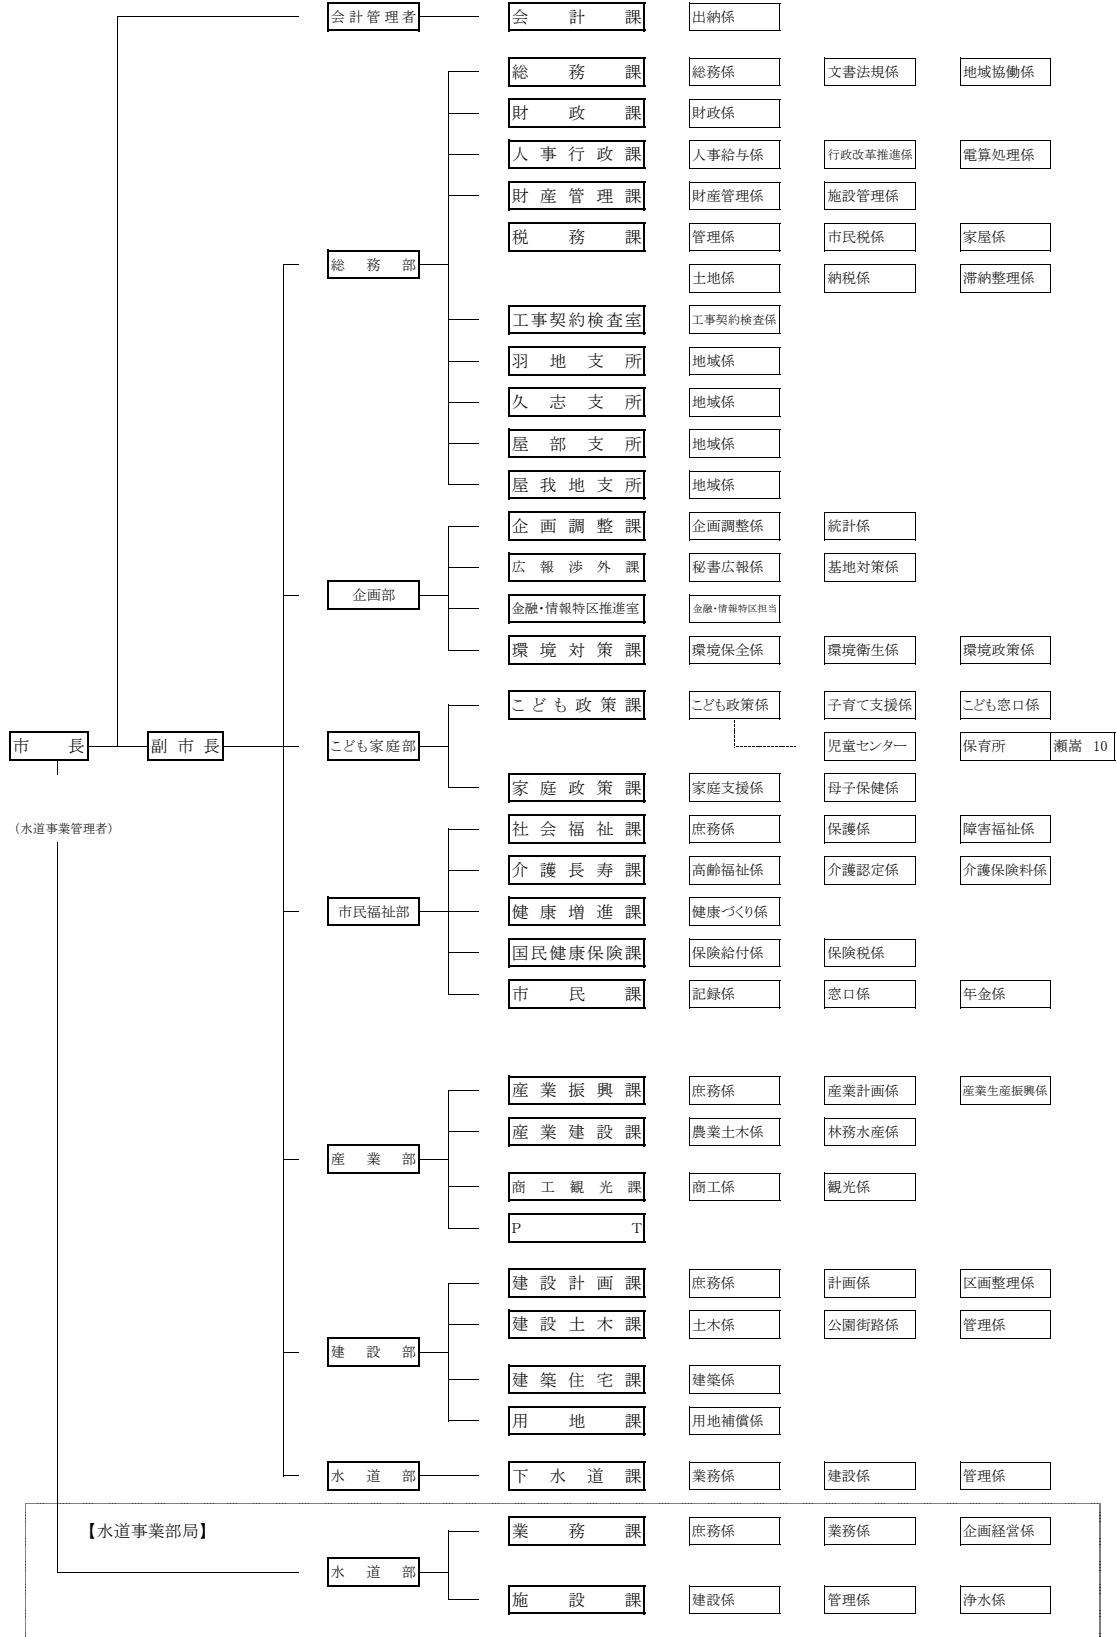 会計管理者 会計課 出納係
総務課 総務係 文書法規係 地域協働係
財政課 財政係
人事行政課 人事給与係 行政改革推進係 電算処理係
財産管理課 財産管理係 施設管理係
税務課 管理係 市民税係 家屋係
総務部 土地係 納税係 滞納整理係
工事契約検査室 工事契約検査係
羽地支所 地域係
久志支所 地域係
屋部支所 地域係
屋我地支所 地域係
企画調整課 企画調整係 統計係
広報渉外課 秘書広報係 基地対策係
企画部 金融・情報特区推進室 金融・情報特区担当
環境対策課 環境保全係 環境衛生係 環境政策係
こども政策課 こども政策係 子育て支援係 こども窓口係
市長 副市長 こども家庭部 児童センター 保育所 瀬嵩 10
家庭政策課 家庭支援係 母子保健係
（水道事業管理者） 社会福祉課 庶務係 保護係 障害福祉係
介護長寿課 高齢福祉係 介護認定係 介護保険料係
市民福祉部 健康増進課 健康づくり係
国民健康保険課 保険給付係 保険税係
市民課 記録係 窓口係 年金係
産業振興課 庶務係 産業計画係 産業生産振興係
産業建設課 農業土木係 林務水産係
産業部
商工観光課 商工係 観光係
PT
建設計画課 庶務係 計画係 区画整理係
建設土木課 土木係 公園街路係 管理係
建設部
建築住宅課 建築係
用地課 用地補償係
水道部 下水道課 業務係 建設係 管理係
【水道事業部局】 業務課 庶務係 業務係 企画経営係
水道部
施設課 建設係 管理係 浄水係